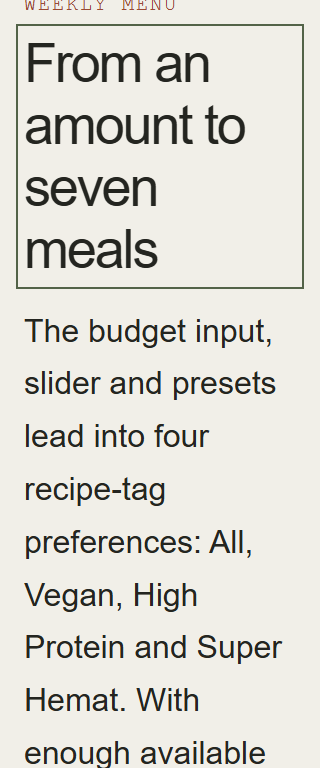 WEEKLY MENU
From an
amount to
seven
meals
The budget input,
slider and presets
lead into four
recipe-tag
preferences: All,
Vegan, High
Protein and Super
Hemat. With
enough available